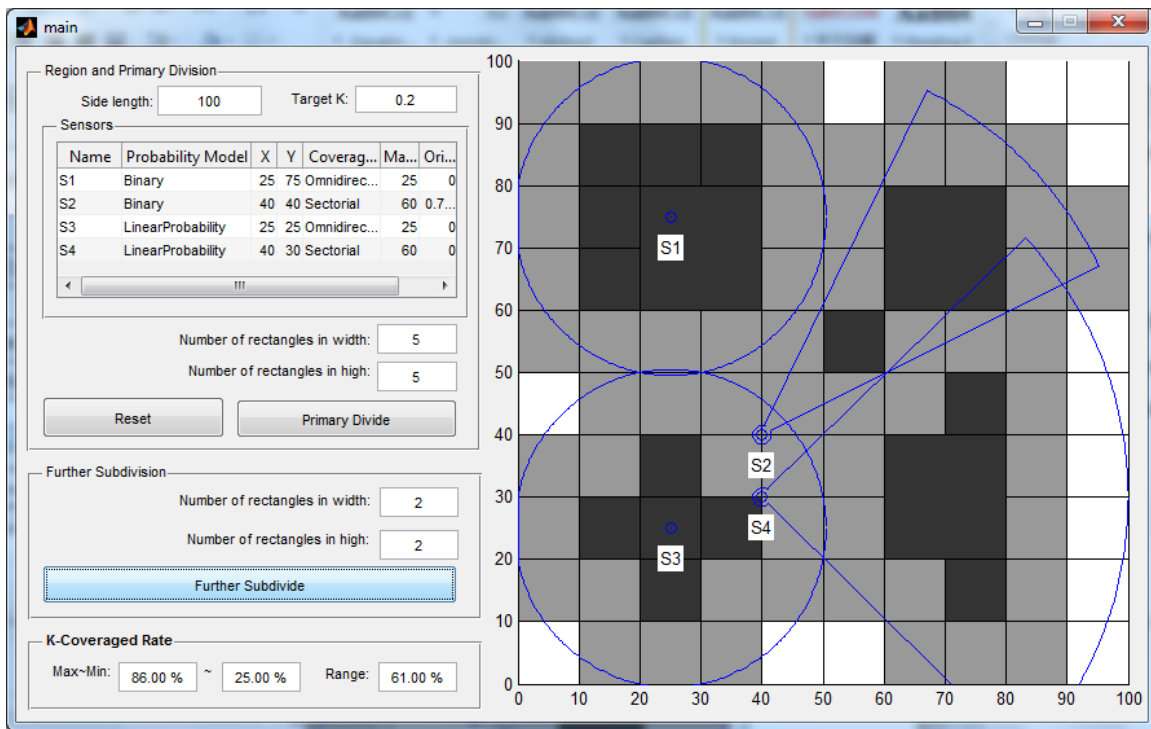 main
Region and Primary Division
Side length: 100 Target K: 0.2
Sensors
Name Probability Model X Y Coverag... Ma... Ori...
S1 Binary 25 75 Omnidirec... 25 0
S2 Binary 40 40 Sectorial 60 0.7...
S3 LinearProbability 25 25 Omnidirec... 25 0
S4 LinearProbability 40 30 Sectorial 60 0
Number of rectangles in width: 5
Number of rectangles in high: 5
Reset Primary Divide
Further Subdivision
Number of rectangles in width: 2
Number of rectangles in high: 2
Further Subdivide
K-Coveraged Rate
Max~Min: 86.00 % ~ 25.00 % Range: 61.00 %
100
90
80
70
60
50
40
30
20
10
0
S1
S2
S4
S3
0 10 20 30 40 50 60 70 80 90 100